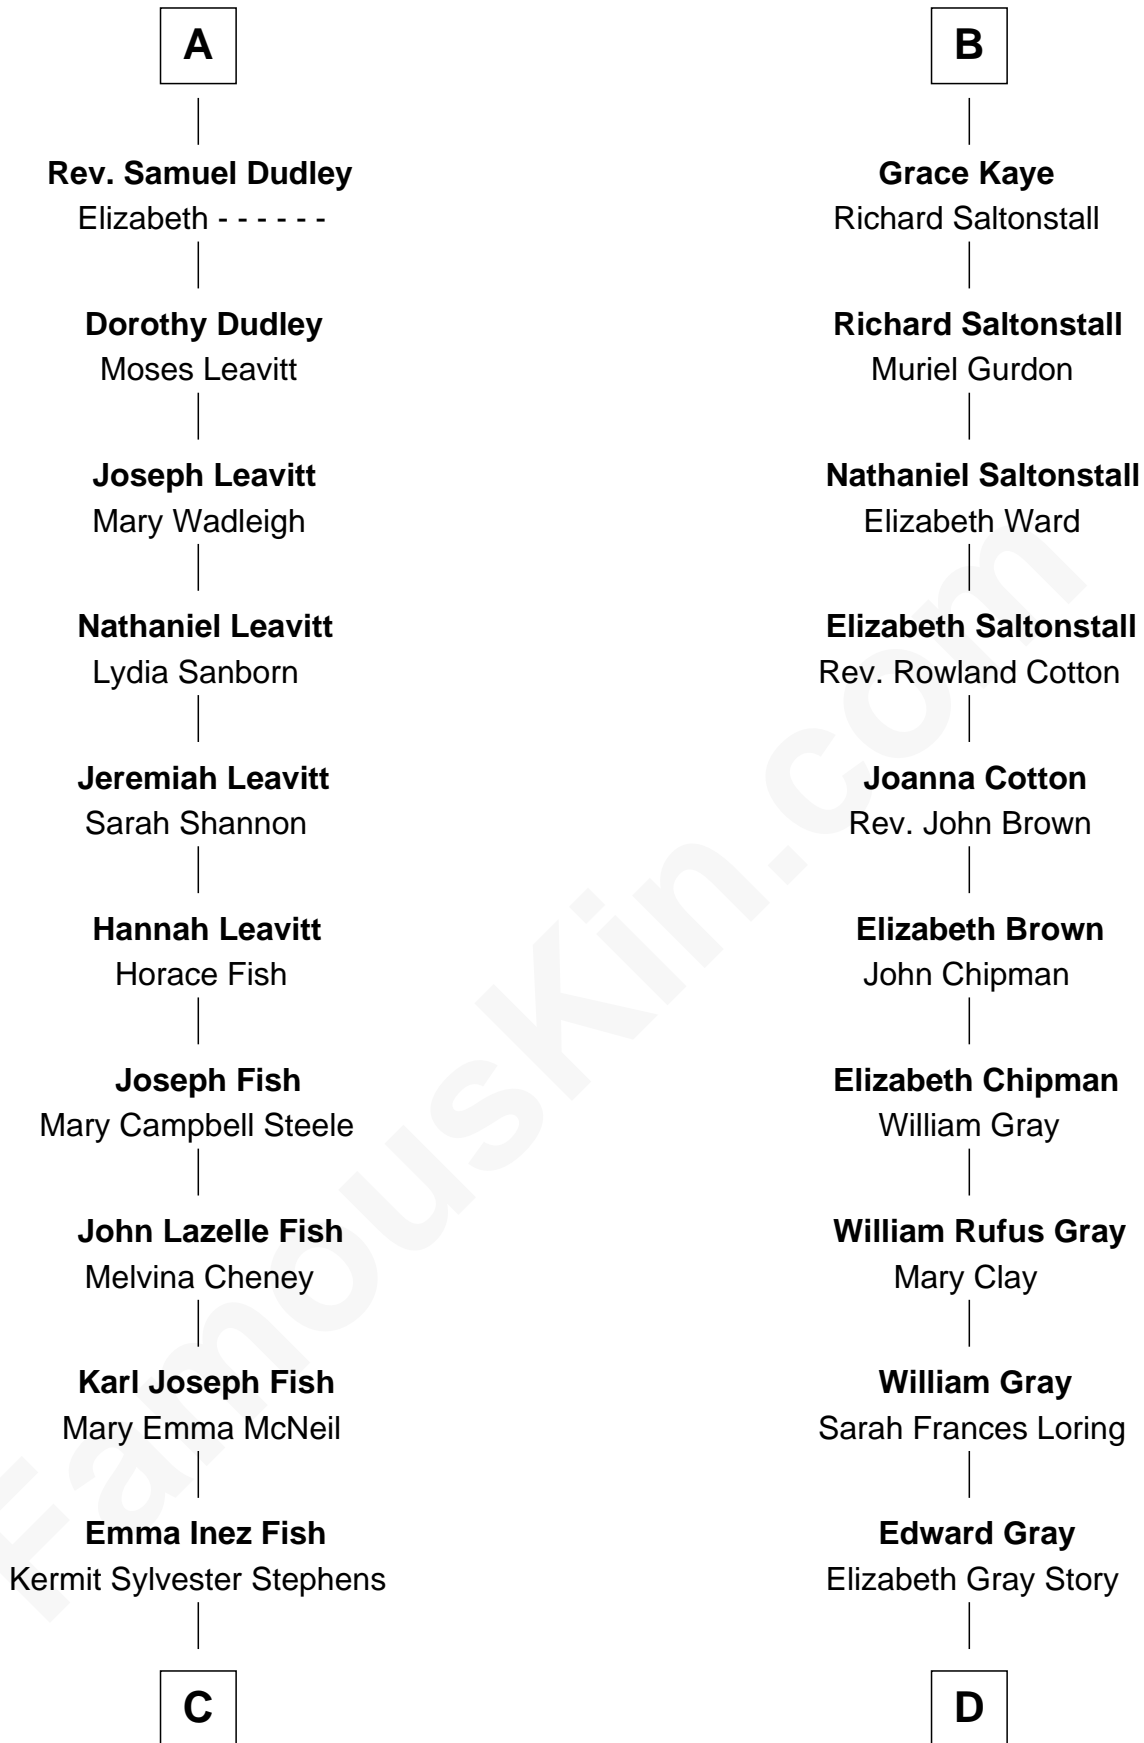 A
Rev. Samuel Dudley
Elizabeth - - - - - -
Dorothy Dudley
Moses Leavitt
Joseph Leavitt
Mary Wadleigh
Nathaniel Leavitt
Lydia Sanborn
Jeremiah Leavitt
Sarah Shannon
Hannah Leavitt
Horace Fish
Joseph Fish
Mary Campbell Steele
John Lazelle Fish
Melvina Cheney
Karl Joseph Fish
Mary Emma McNeil
Emma Inez Fish
Kermit Sylvester Stephens
C
B
Grace Kaye
Richard Saltonstall
Richard Saltonstall
Muriel Gurdon
Nathaniel Saltonstall
Elizabeth Ward
Elizabeth Saltonstall
Rev. Rowland Cotton
Joanna Cotton
Rev. John Brown
Elizabeth Brown
John Chipman
Elizabeth Chipman
William Gray
William Rufus Gray
Mary Clay
William Gray
Sarah Frances Loring
Edward Gray
Elizabeth Gray Story
D
FamousKin.com